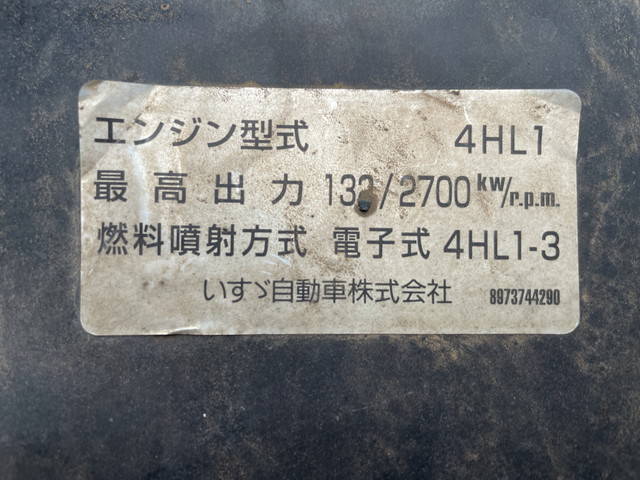 エンジン型式 4HL1
最高出力 133/2700 kw/r.p.m.
燃料噴射方式 電子式 4HL1-3
いすゞ自動車株式会社 8973744290